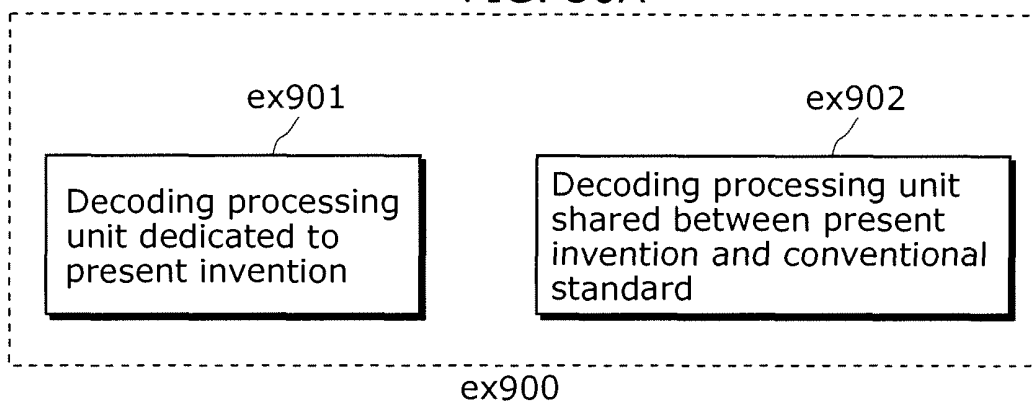 ex901
ex902
Decoding processing
unit dedicated to
present invention
Decoding processing unit
shared between present
invention and conventional
standard
ex900